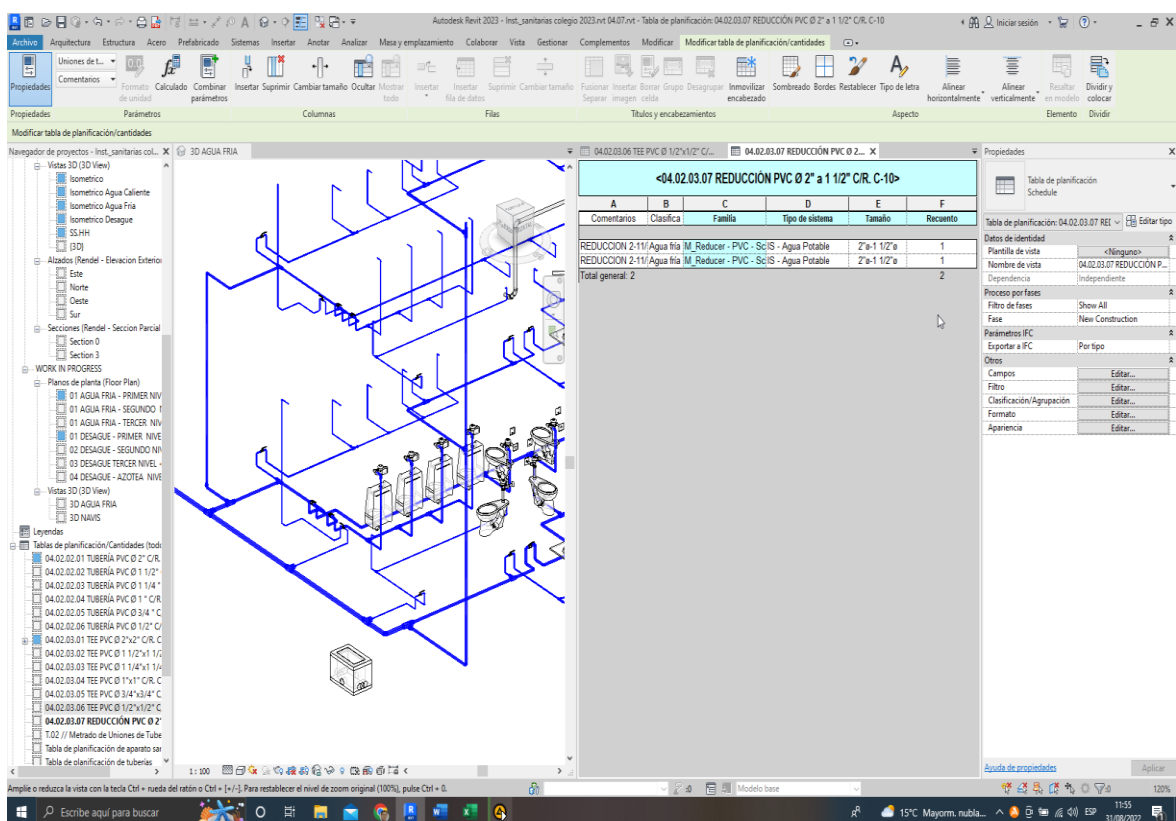 Autodesk Revit 2023 - Inst_sanitarias colegio 2023.rvt 04.07.rvt - Tabla de planificación: 04.02.03.07 REDUCCIÓN PVC Ø 2" a 1 1/2" C/R. C-10
Iniciar sesión
Archivo Arquitectura Estructura Acero Prefabricado Sistemas Insertar Anotar Analizar Masa y emplazamiento Colaborar Vista Gestionar Complementos Modificar Modificar tabla de planificación/cantidades
Uniones de t...
Comentarios
Propiedades Formato de unidad Calculado Combinar parámetros Insertar Suprimir Cambiar tamaño Ocultar Mostrar todo Insertar Insertar fila de datos Suprimir Cambiar tamaño Fusionar Separar Insertar imagen Borrar celda Grupo Desagrupar Inmovilizar encabezado Sombreado Bordes Restablecer Tipo de letra Alinear horizontalmente Alinear verticalmente Resaltar en modelo Dividir y colocar
Propiedades Parámetros Columnas Filas Títulos y encabezamientos Aspecto Elemento Dividir
Modificar tabla de planificación/cantidades
Navegador de proyectos - Inst_sanitarias col... X
Vistas 3D (3D View)
Isometrico
Isometrico Agua Caliente
Isometrico Agua Fria
Isometrico Desague
SS.HH
{3D}
Alzados (Rendel - Elevacion Exterior
Este
Norte
Oeste
Sur
Secciones (Rendel - Seccion Parcial
Section 0
Section 3
WORK IN PROGRESS
Planos de planta (Floor Plan)
01 AGUA FRIA - PRIMER NIV
01 AGUA FRIA - SEGUNDO
01 AGUA FRIA - TERCER NIV
01 DESAGUE - PRIMER NIVE
02 DESAGUE - SEGUNDO NIV
03 DESAGUE TERCER NIVEL -
04 DESAGUE - AZOTEA NIVE
Vistas 3D (3D View)
3D AGUA FRIA
3D NAVIS
Leyendas
Tablas de planificación/Cantidades (todo
04.02.02.01 TUBERÍA PVC Ø 2" C/R.
04.02.02.02 TUBERÍA PVC Ø 1 1/2"
04.02.02.03 TUBERÍA PVC Ø 1 1/4 "
04.02.02.04 TUBERÍA PVC Ø 1 " C/R
04.02.02.05 TUBERÍA PVC Ø 3/4 " C
04.02.02.06 TUBERÍA PVC Ø 1/2" C/
04.02.03.01 TEE PVC Ø 2"x2" C/R. C
04.02.03.02 TEE PVC Ø 1 1/2"x1 1/2
04.02.03.03 TEE PVC Ø 1 1/4"x1 1/4
04.02.03.04 TEE PVC Ø 1"x1" C/R. C
04.02.03.05 TEE PVC Ø 3/4"x3/4" C
04.02.03.06 TEE PVC Ø 1/2"x1/2" C
04.02.03.07 REDUCCIÓN PVC Ø 2"
T.02 // Metrado de Uniones de Tube
Tabla de planificación de aparato sar
Tabla de planificación de tuberías
3D AGUA FRIA
1 : 100
04.02.03.06 TEE PVC Ø 1/2"x1/2" C/...
04.02.03.07 REDUCCIÓN PVC Ø 2... X
<04.02.03.07 REDUCCIÓN PVC Ø 2" a 1 1/2" C/R. C-10>
A B C D E F
Comentarios Clasifica Familia Tipo de sistema Tamaño Recuento
REDUCCION 2-11/ Agua fría M_Reducer - PVC - Sc IS - Agua Potable 2"ø-1 1/2"ø 1
REDUCCION 2-11/ Agua fría M_Reducer - PVC - Sc IS - Agua Potable 2"ø-1 1/2"ø 1
Total general: 2 2
Propiedades X
Tabla de planificación
Schedule
Tabla de planificación: 04.02.03.07 REI Editar tipo
Datos de identidad
Plantilla de vista <Ninguno>
Nombre de vista 04.02.03.07 REDUCCIÓN P...
Dependencia Independiente
Proceso por fases
Filtro de fases Show All
Fase New Construction
Parámetros IFC
Exportar a IFC Por tipo
Otros
Campos Editar...
Filtro Editar...
Clasificación/Agrupación Editar...
Formato Editar...
Apariencia Editar...
Ayuda de propiedades Aplicar
Amplíe o reduzca la vista con la tecla Ctrl + rueda del ratón o Ctrl + [+/-]. Para restablecer el nivel de zoom original (100%), pulse Ctrl + 0.
:0 Modelo base
:0 120%
Escribe aquí para buscar
15°C Mayorm. nubla... ESP
11:55
31/08/2022